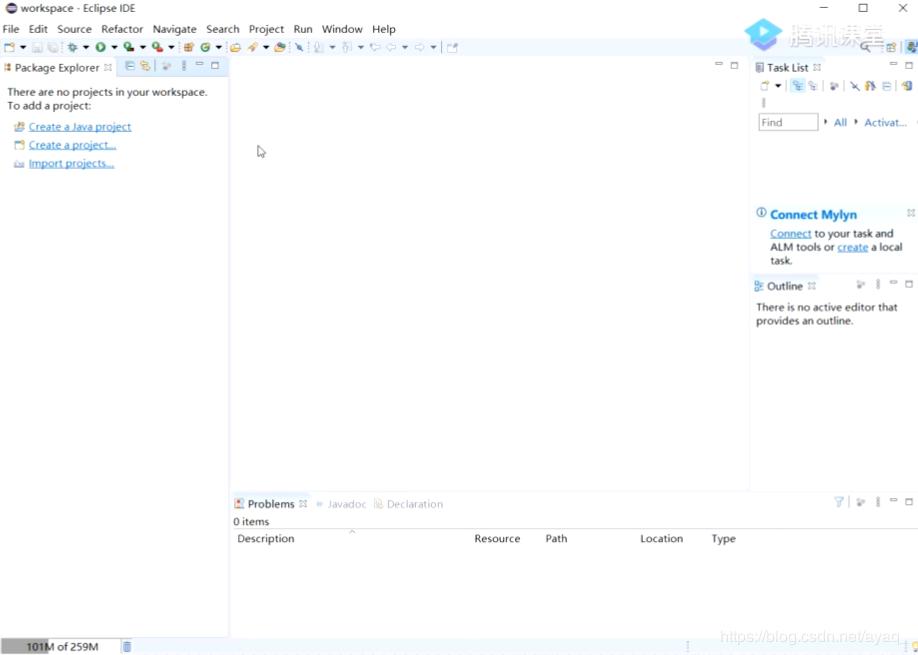 workspace - Eclipse IDE
File Edit Source Refactor Navigate Search Project Run Window Help
腾讯课堂
Package Explorer
There are no projects in your workspace.
To add a project:
Create a Java project
Create a project...
Import projects...
Task List
Find
All
Activat...
Connect Mylyn
Connect to your task and
ALM tools or create a local
task.
Outline
There is no active editor that
provides an outline.
Problems Javadoc Declaration
0 items
Description Resource Path Location Type
101M of 259M
https://blog.csdn.net/ayaq